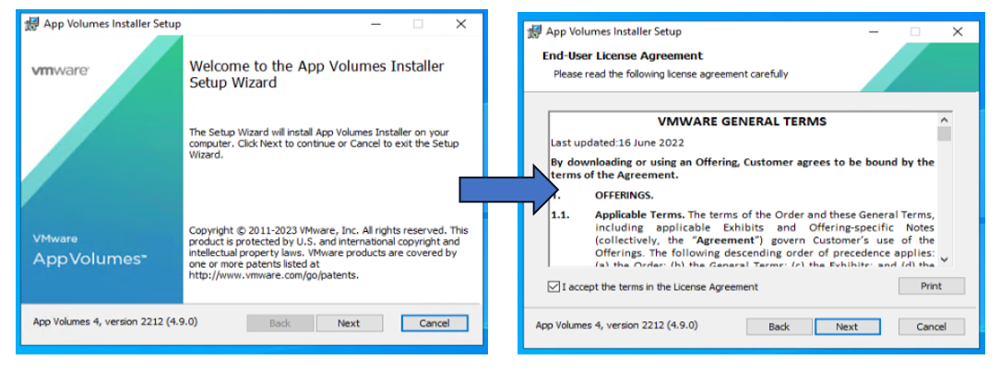 App Volumes Installer Setup
vmware
Welcome to the App Volumes Installer
Setup Wizard
The Setup Wizard will install App Volumes Installer on your
computer. Click Next to continue or Cancel to exit the Setup
Wizard.
Copyright © 2011-2023 VMware, Inc. All rights reserved. This
product is protected by U.S. and international copyright and
intellectual property laws. VMware products are covered by
one or more patents listed at
http://www.vmware.com/go/patents.
VMware
App Volumes™
App Volumes 4, version 2212 (4.9.0)
Back
Next
Cancel
App Volumes Installer Setup
End-User License Agreement
Please read the following license agreement carefully
VMWARE GENERAL TERMS
Last updated:16 June 2022
By downloading or using an Offering, Customer agrees to be bound by the
terms of the Agreement.
1. OFFERINGS.
1.1. Applicable Terms. The terms of the Order and these General Terms,
including applicable Exhibits and Offering-specific Notes
(collectively, the “Agreement”) govern Customer’s use of the
Offerings. The following descending order of precedence applies:
(a) the Order; (b) the General Terms; (c) the Exhibits; and (d) the
I accept the terms in the License Agreement
Print
App Volumes 4, version 2212 (4.9.0)
Back
Next
Cancel